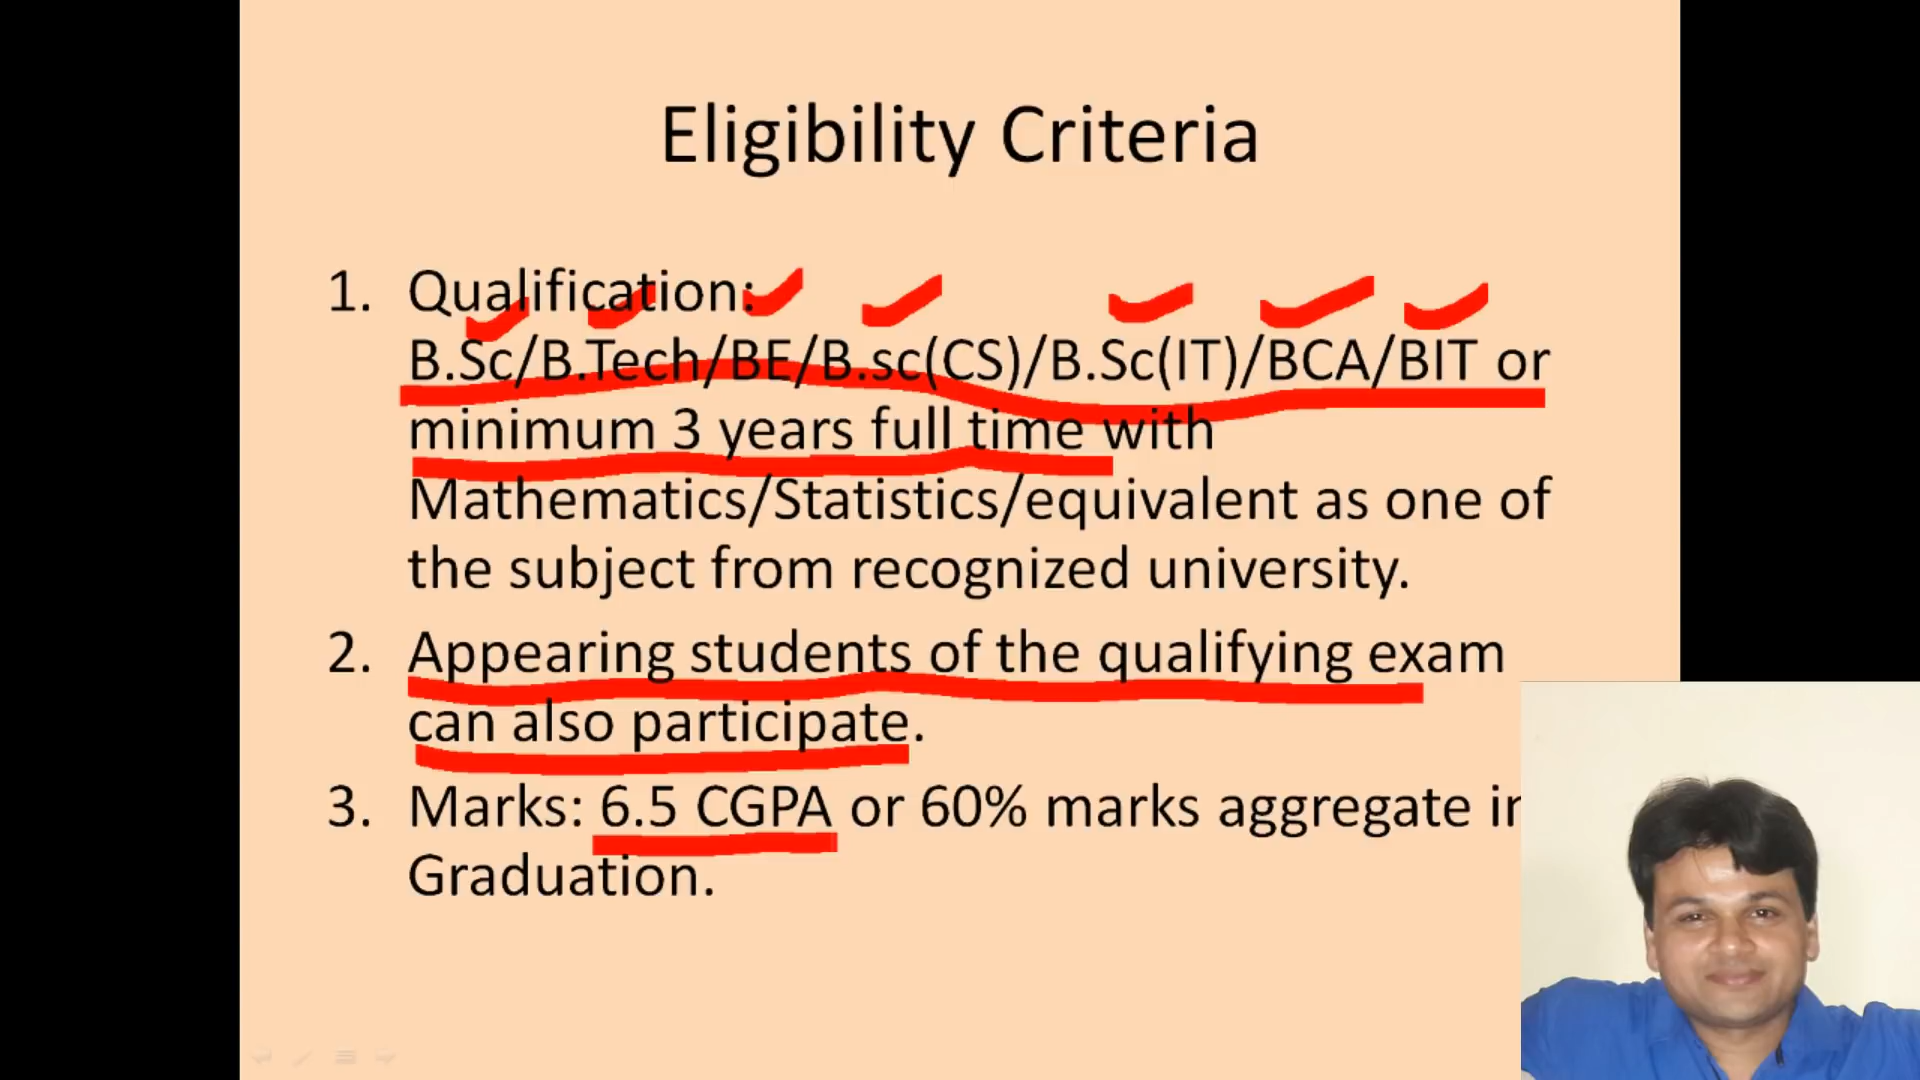 Eligibility Criteria
1. Qualification:
B.Sc/B.Tech/BE/B.sc(CS)/B.Sc(IT)/BCA/BIT or
minimum 3 years full time with
Mathematics/Statistics/equivalent as one of
the subject from recognized university.
2. Appearing students of the qualifying exam
can also participate.
3. Marks: 6.5 CGPA or 60% marks aggregate in
Graduation.